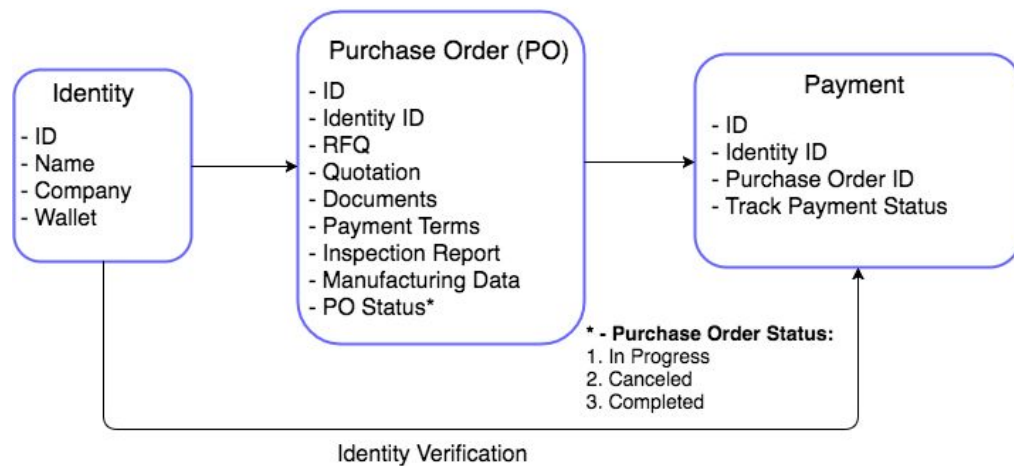 Identity
- ID
- Name
- Company
- Wallet
Purchase Order (PO)
- ID
- Identity ID
- RFQ
- Quotation
- Documents
- Payment Terms
- Inspection Report
- Manufacturing Data
- PO Status*
Payment
- ID
- Identity ID
- Purchase Order ID
- Track Payment Status
* - Purchase Order Status:
1. In Progress
2. Canceled
3. Completed
Identity Verification